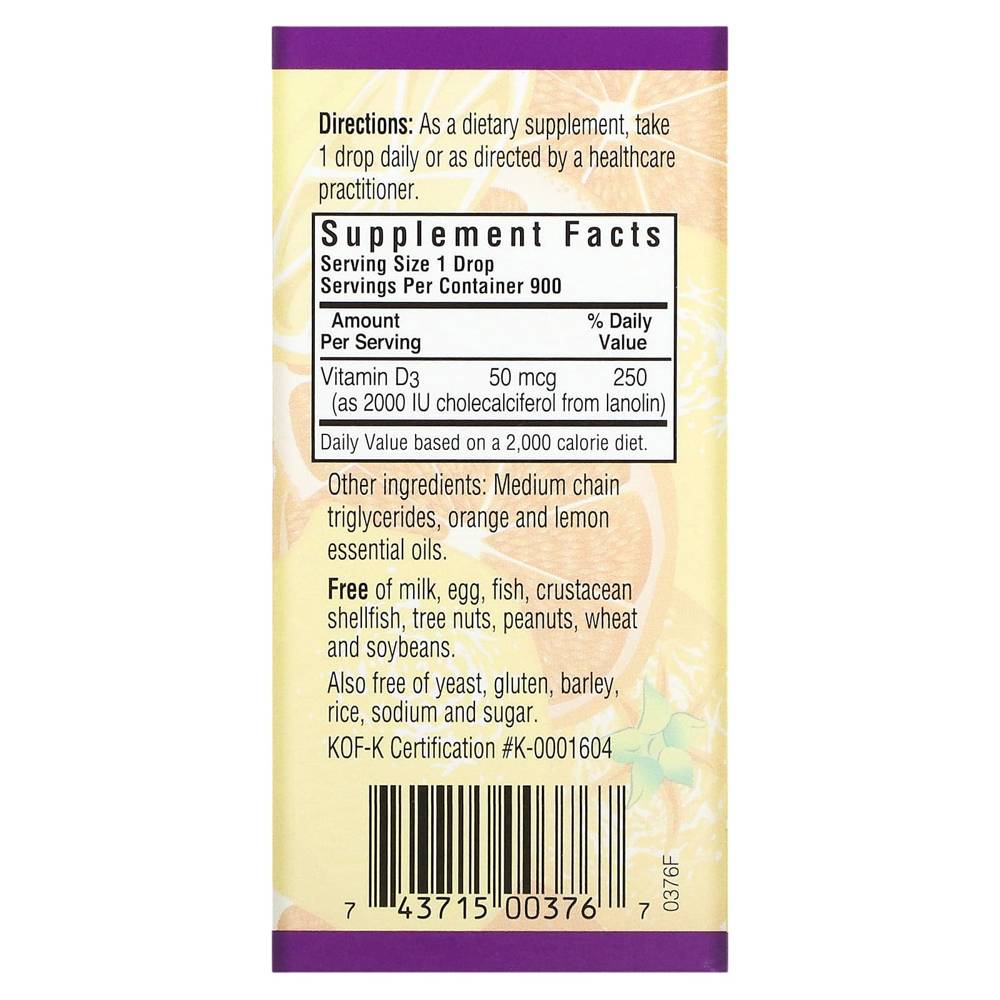 Directions: As a dietary supplement, take
1 drop daily or as directed by a healthcare
practitioner.
Supplement Facts
Serving Size 1 Drop
Servings Per Container 900
Amount % Daily
Per Serving Value
Vitamin D3 50 mcg 250
(as 2000 IU cholecalciferol from lanolin)
Daily Value based on a 2,000 calorie diet.
Other ingredients: Medium chain
triglycerides, orange and lemon
essential oils.
Free of milk, egg, fish, crustacean
shellfish, tree nuts, peanuts, wheat
and soybeans.
Also free of yeast, gluten, barley,
rice, sodium and sugar.
KOF-K Certification #K-0001604
7 43715 00376 7
0376F